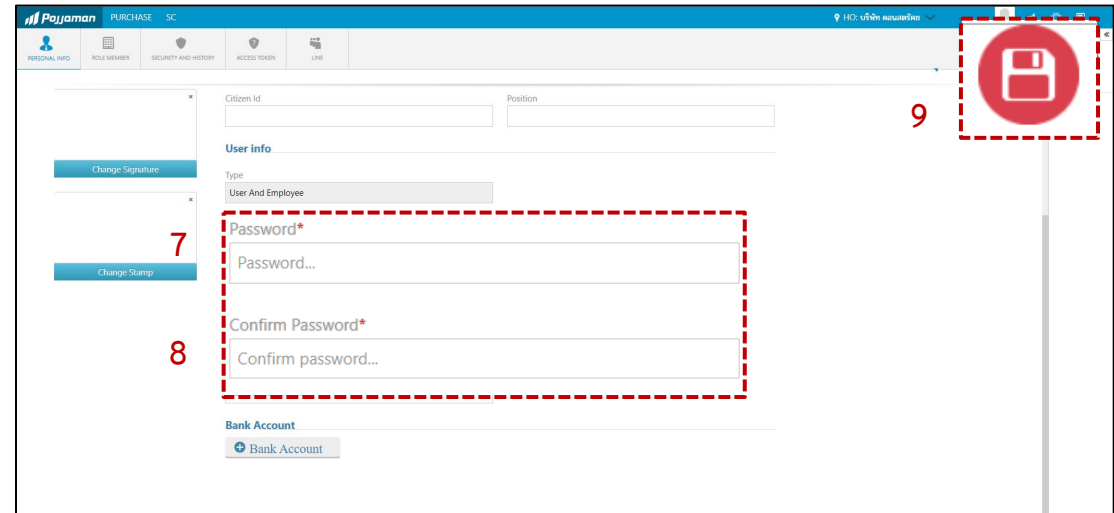 Pojjaman PURCHASE SC HO: บริษัท คอนสตรัคชั
PERSONAL INFO ROLE MEMBER SECURITY AND HISTORY ACCESS TOKEN LINE
Citizen Id Position
9
User info
Change Signature
Type
User And Employee
Password*
7
Password...
Change Stamp
Confirm Password*
8
Confirm password...
Bank Account
Bank Account